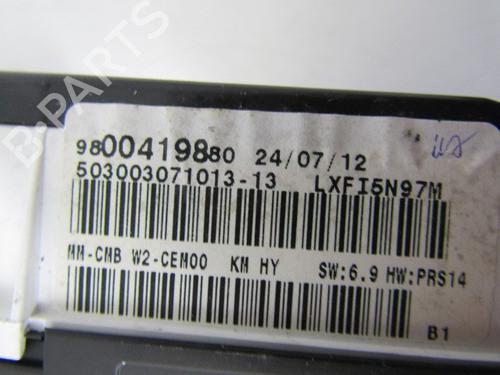 B-PARTS
9800419880 24/07/12
503003071013-13 LXFI5N97M
MM-CMB W2-CEM00 KM HY SW:6.9 HW:PRS14
B1